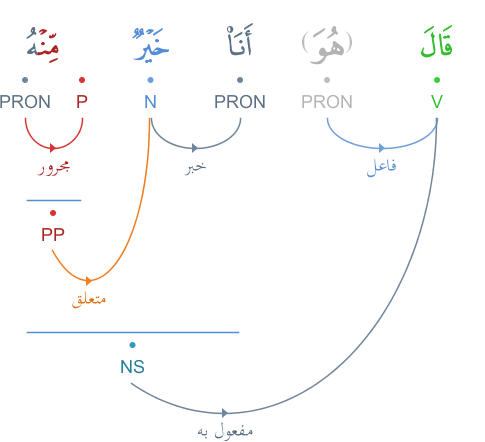 قَالَ (هُوَ) أَنَا۠ خَيْرٌۭ مِّنْهُ
V PRON PRON N P PRON
فاعل خبر مجرور
PP
متعلق
NS
مفعول به